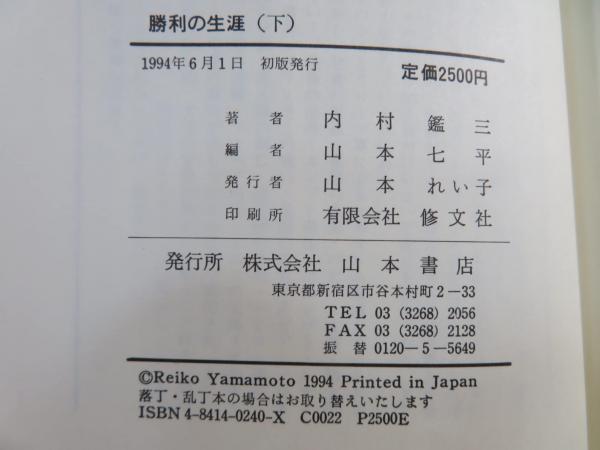 勝利の生涯（下）
1994年6月1日　初版発行　定価2500円
著者　内村鑑三
編者　山本七平
発行者　山本れい子
印刷所　有限会社 修文社
発行所　株式会社 山本書店
東京都新宿区市谷本村町2－33
TEL 03 (3268) 2056
FAX 03 (3268) 2128
振替 0120－5－5649
©Reiko Yamamoto 1994 Printed in Japan
落丁・乱丁本の場合はお取り替えいたします
ISBN4-8414-0240-X　C0022　P2500E